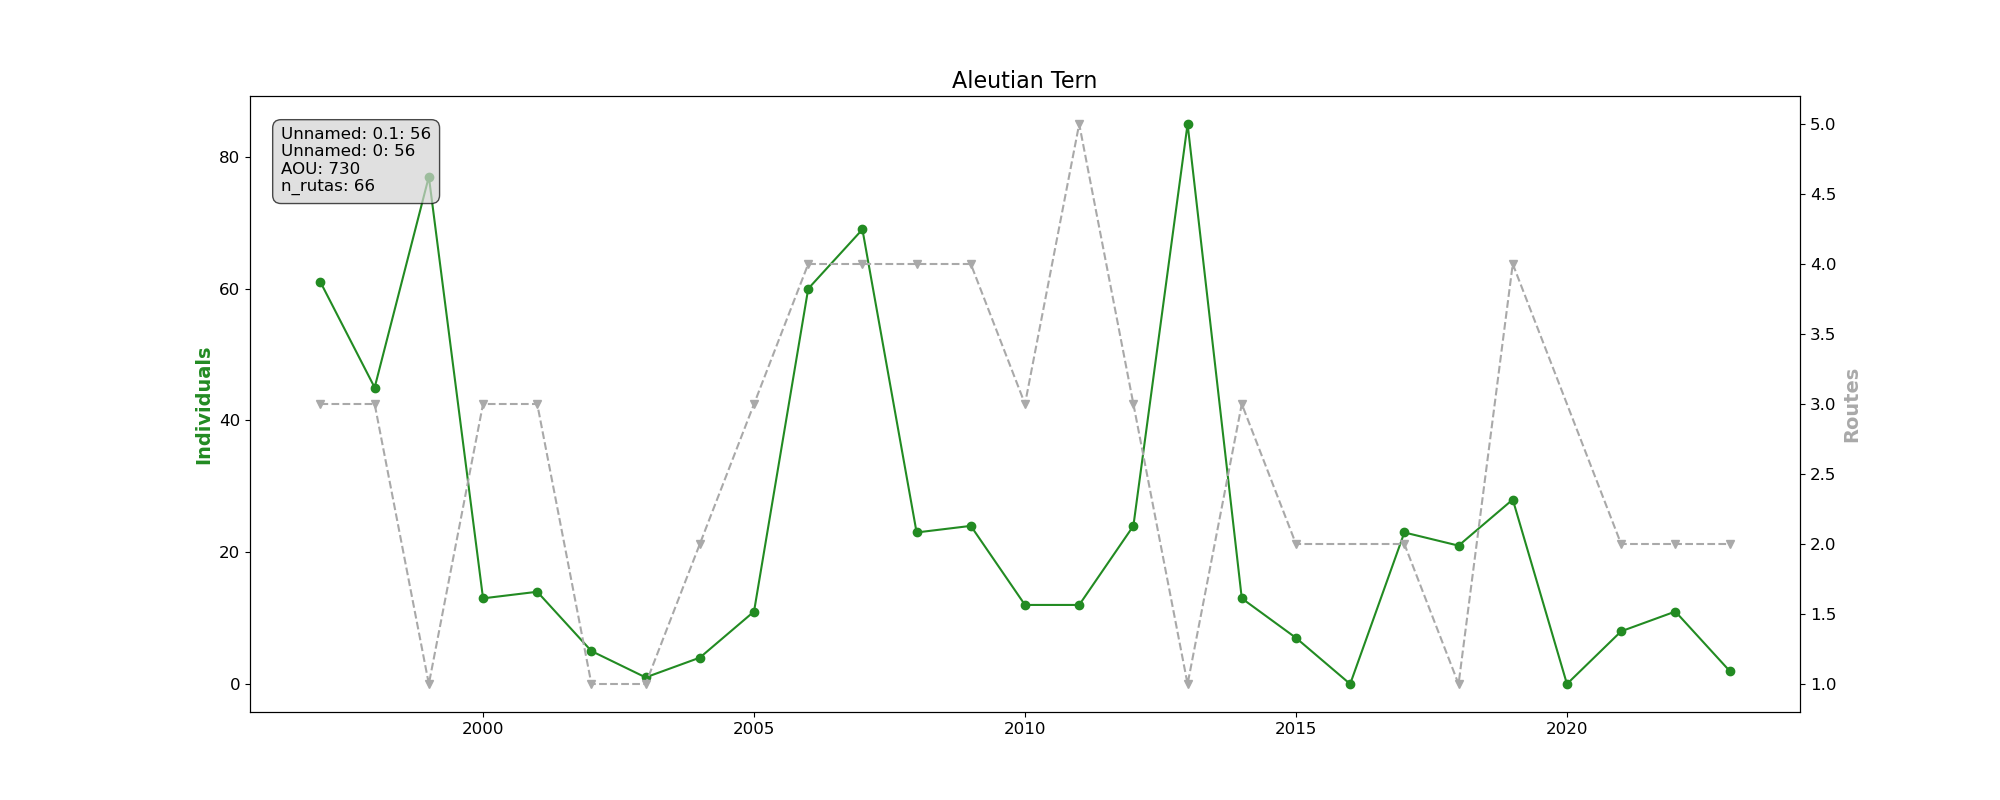 Aleutian Tern
Unnamed: 0.1: 56
Unnamed: 0: 56
AOU: 730
n_rutas: 66
80
60
40
20
0
Individuals
5.0
4.5
4.0
3.5
3.0
2.5
2.0
1.5
1.0
Routes
2000 2005 2010 2015 2020